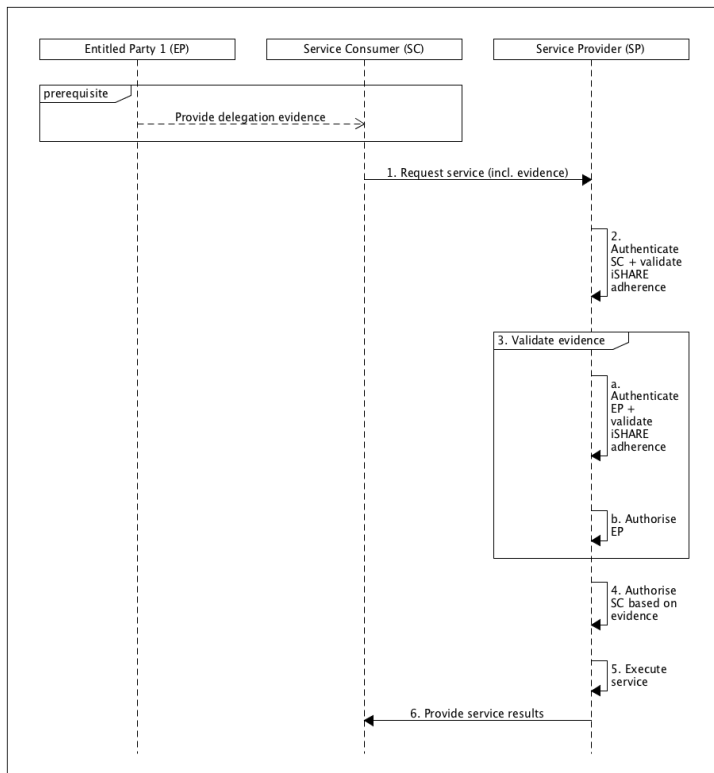 Entitled Party 1 (EP)
Service Consumer (SC)
Service Provider (SP)
prerequisite
Provide delegation evidence
1. Request service (incl. evidence)
2.
Authenticate
SC + validate
iSHARE
adherence
3. Validate evidence
a.
Authenticate
EP +
validate
iSHARE
adherence
b. Authorise
EP
4. Authorise
SC based on
evidence
5. Execute
service
6. Provide service results